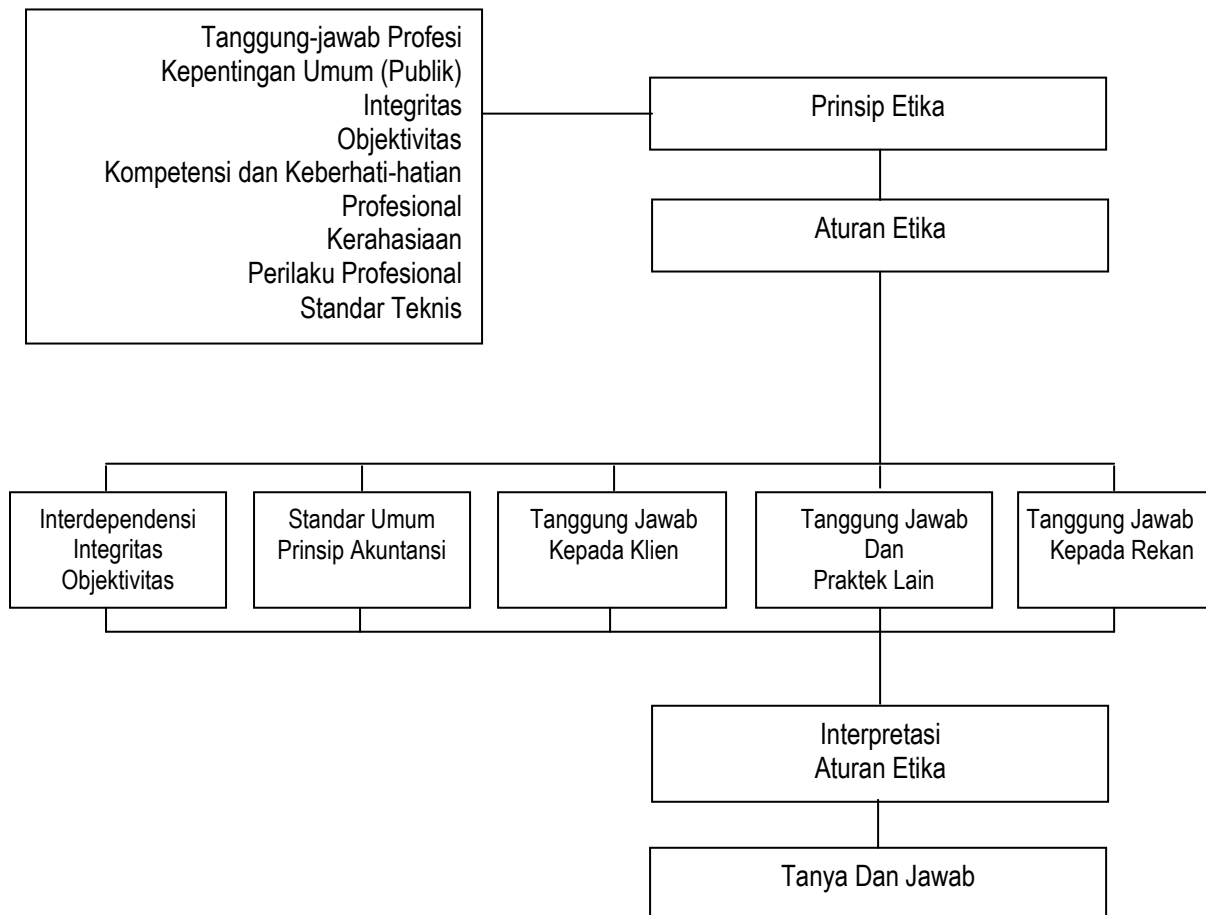 Tanggung-jawab Profesi
Kepentingan Umum (Publik)
Integritas
Objektivitas
Kompetensi dan Keberhati-hatian
Profesional
Kerahasiaan
Perilaku Profesional
Standar Teknis
Prinsip Etika
Aturan Etika
Interdependensi
Integritas
Objektivitas
Standar Umum
Prinsip Akuntansi
Tanggung Jawab
Kepada Klien
Tanggung Jawab
Dan
Praktek Lain
Tanggung Jawab
Kepada Rekan
Interpretasi
Aturan Etika
Tanya Dan Jawab